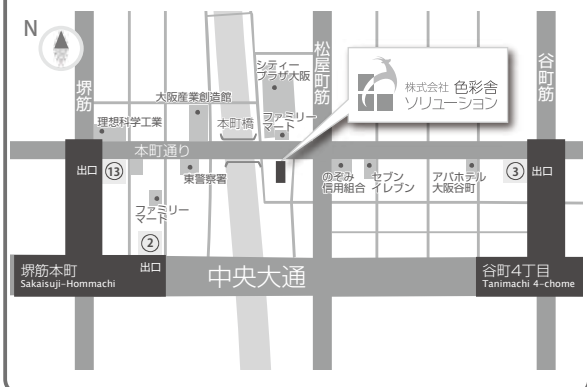 N
堺筋
松屋町筋
谷町筋
シティー
プラザ大阪
株式会社 色彩舎
ソリューション
大阪産業創造館
理想科学工業
本町橋
ファミリー
マート
本町通り
出口
⑬
東警察署
のぞみ
信用組合
セブン
イレブン
アパホテル
大阪谷町
③
出口
ファミリー
マート
②
出口
堺筋本町
Sakaisuji-Hommachi
中央大通
谷町4丁目
Tanimachi 4-chome